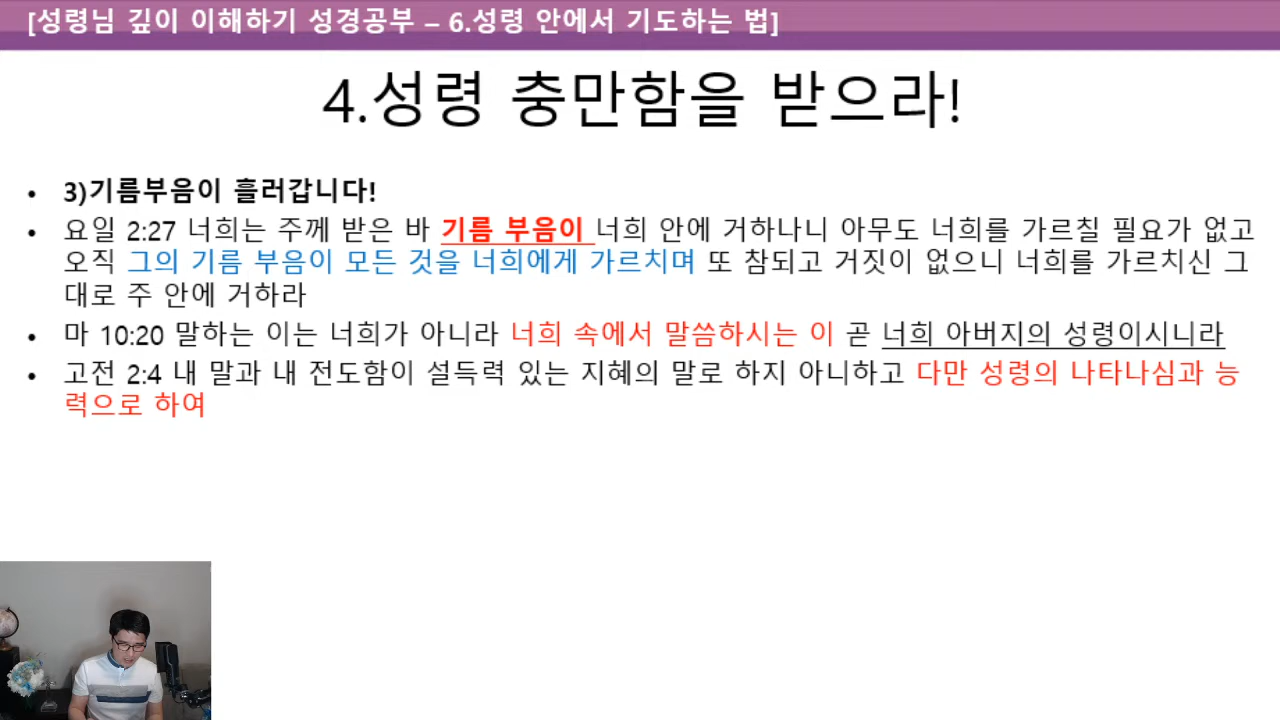 [성령님 깊이 이해하기 성경공부 – 6.성령 안에서 기도하는 법]
4.성령 충만함을 받으라!
• 3)기름부음이 흘러갑니다!
• 요일 2:27 너희는 주께 받은 바 기름 부음이 너희 안에 거하나니 아무도 너희를 가르칠 필요가 없고
오직 그의 기름 부음이 모든 것을 너희에게 가르치며 또 참되고 거짓이 없으니 너희를 가르치신 그
대로 주 안에 거하라
• 마 10:20 말하는 이는 너희가 아니라 너희 속에서 말씀하시는 이 곧 너희 아버지의 성령이시니라
• 고전 2:4 내 말과 내 전도함이 설득력 있는 지혜의 말로 하지 아니하고 다만 성령의 나타나심과 능
력으로 하여